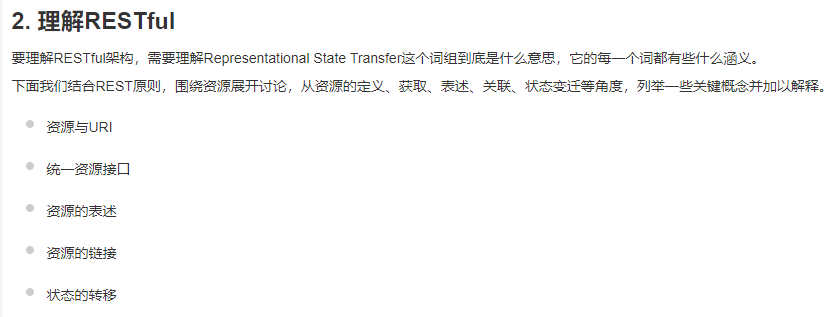 2. 理解RESTful
要理解RESTful架构，需要理解Representational State Transfer这个词组到底是什么意思，它的每一个词都有些什么涵义。
下面我们结合REST原则，围绕资源展开讨论，从资源的定义、获取、表述、关联、状态变迁等角度，列举一些关键概念并加以解释。
资源与URI
统一资源接口
资源的表述
资源的链接
状态的转移